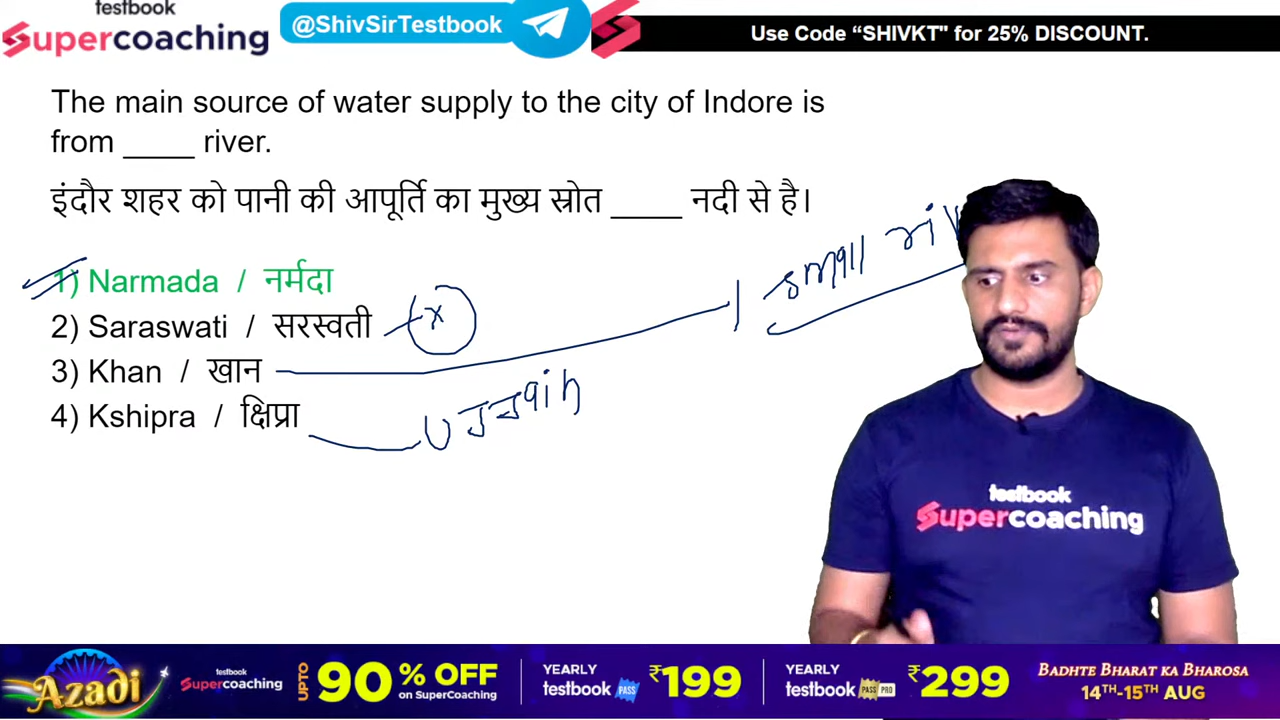 testbook
Supercoaching
@ShivSirTestbook
Use Code “SHIVKT" for 25% DISCOUNT.
The main source of water supply to the city of Indore is
from ____ river.
इंदौर शहर को पानी की आपूर्ति का मुख्य स्रोत ____ नदी से है।
1) Narmada / नर्मदा
2) Saraswati / सरस्वती
x
3) Khan / खान
small riv
4) Kshipra / क्षिप्रा
Ujjain
testbook
Supercoaching
Azadi
testbook
Supercoaching
UPTO 90% OFF
on SuperCoaching
YEARLY
testbook PASS
₹199
YEARLY
testbook PASS PRO
₹299
BADHTE BHARAT KA BHAROSA
14TH-15TH AUG